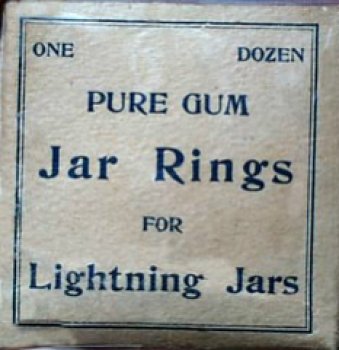 ONE DOZEN
PURE GUM
Jar Rings
FOR
Lightning Jars